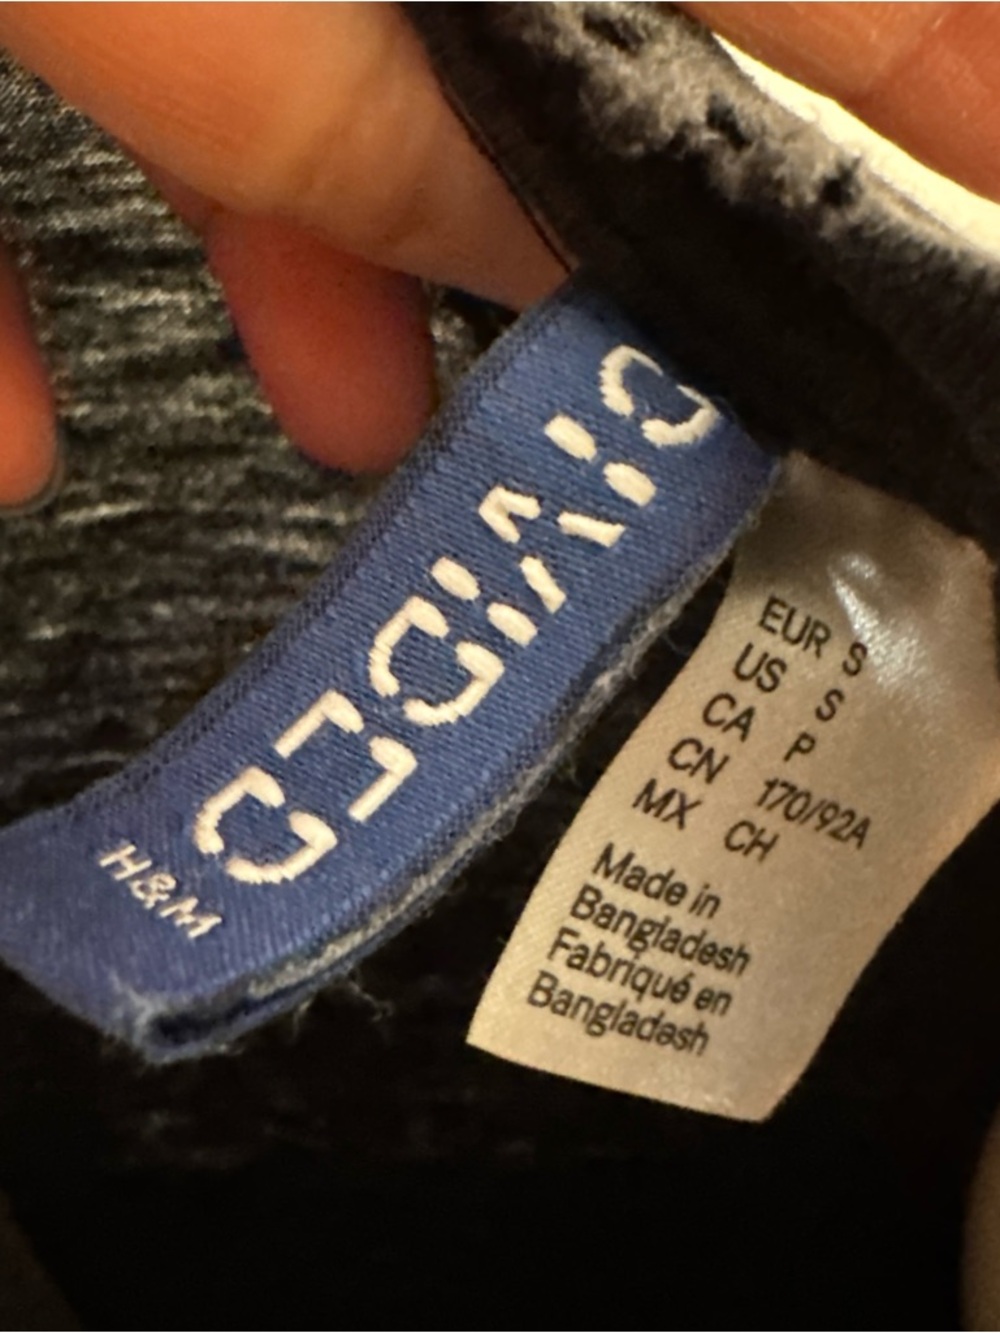 DIVIDED
H&M
EUR S
US S
CA P
CN 170/92A
MX CH
Made in
Bangladesh
Fabriqué en
Bangladesh